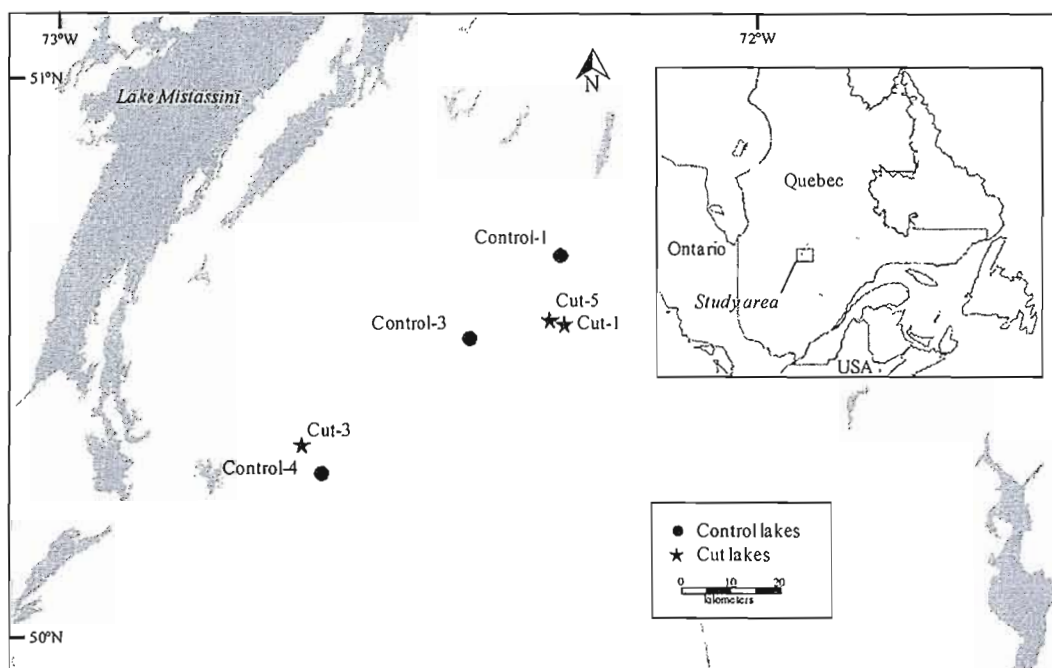 73°W
72°W
51°N
Lake Mistassini
N
Quebec
Ontario
Study area
USA
Control-1
Cut-5
Cut-1
Control-3
Cut-3
Control-4
Control lakes
Cut lakes
0 10 20
kilometers
50°N